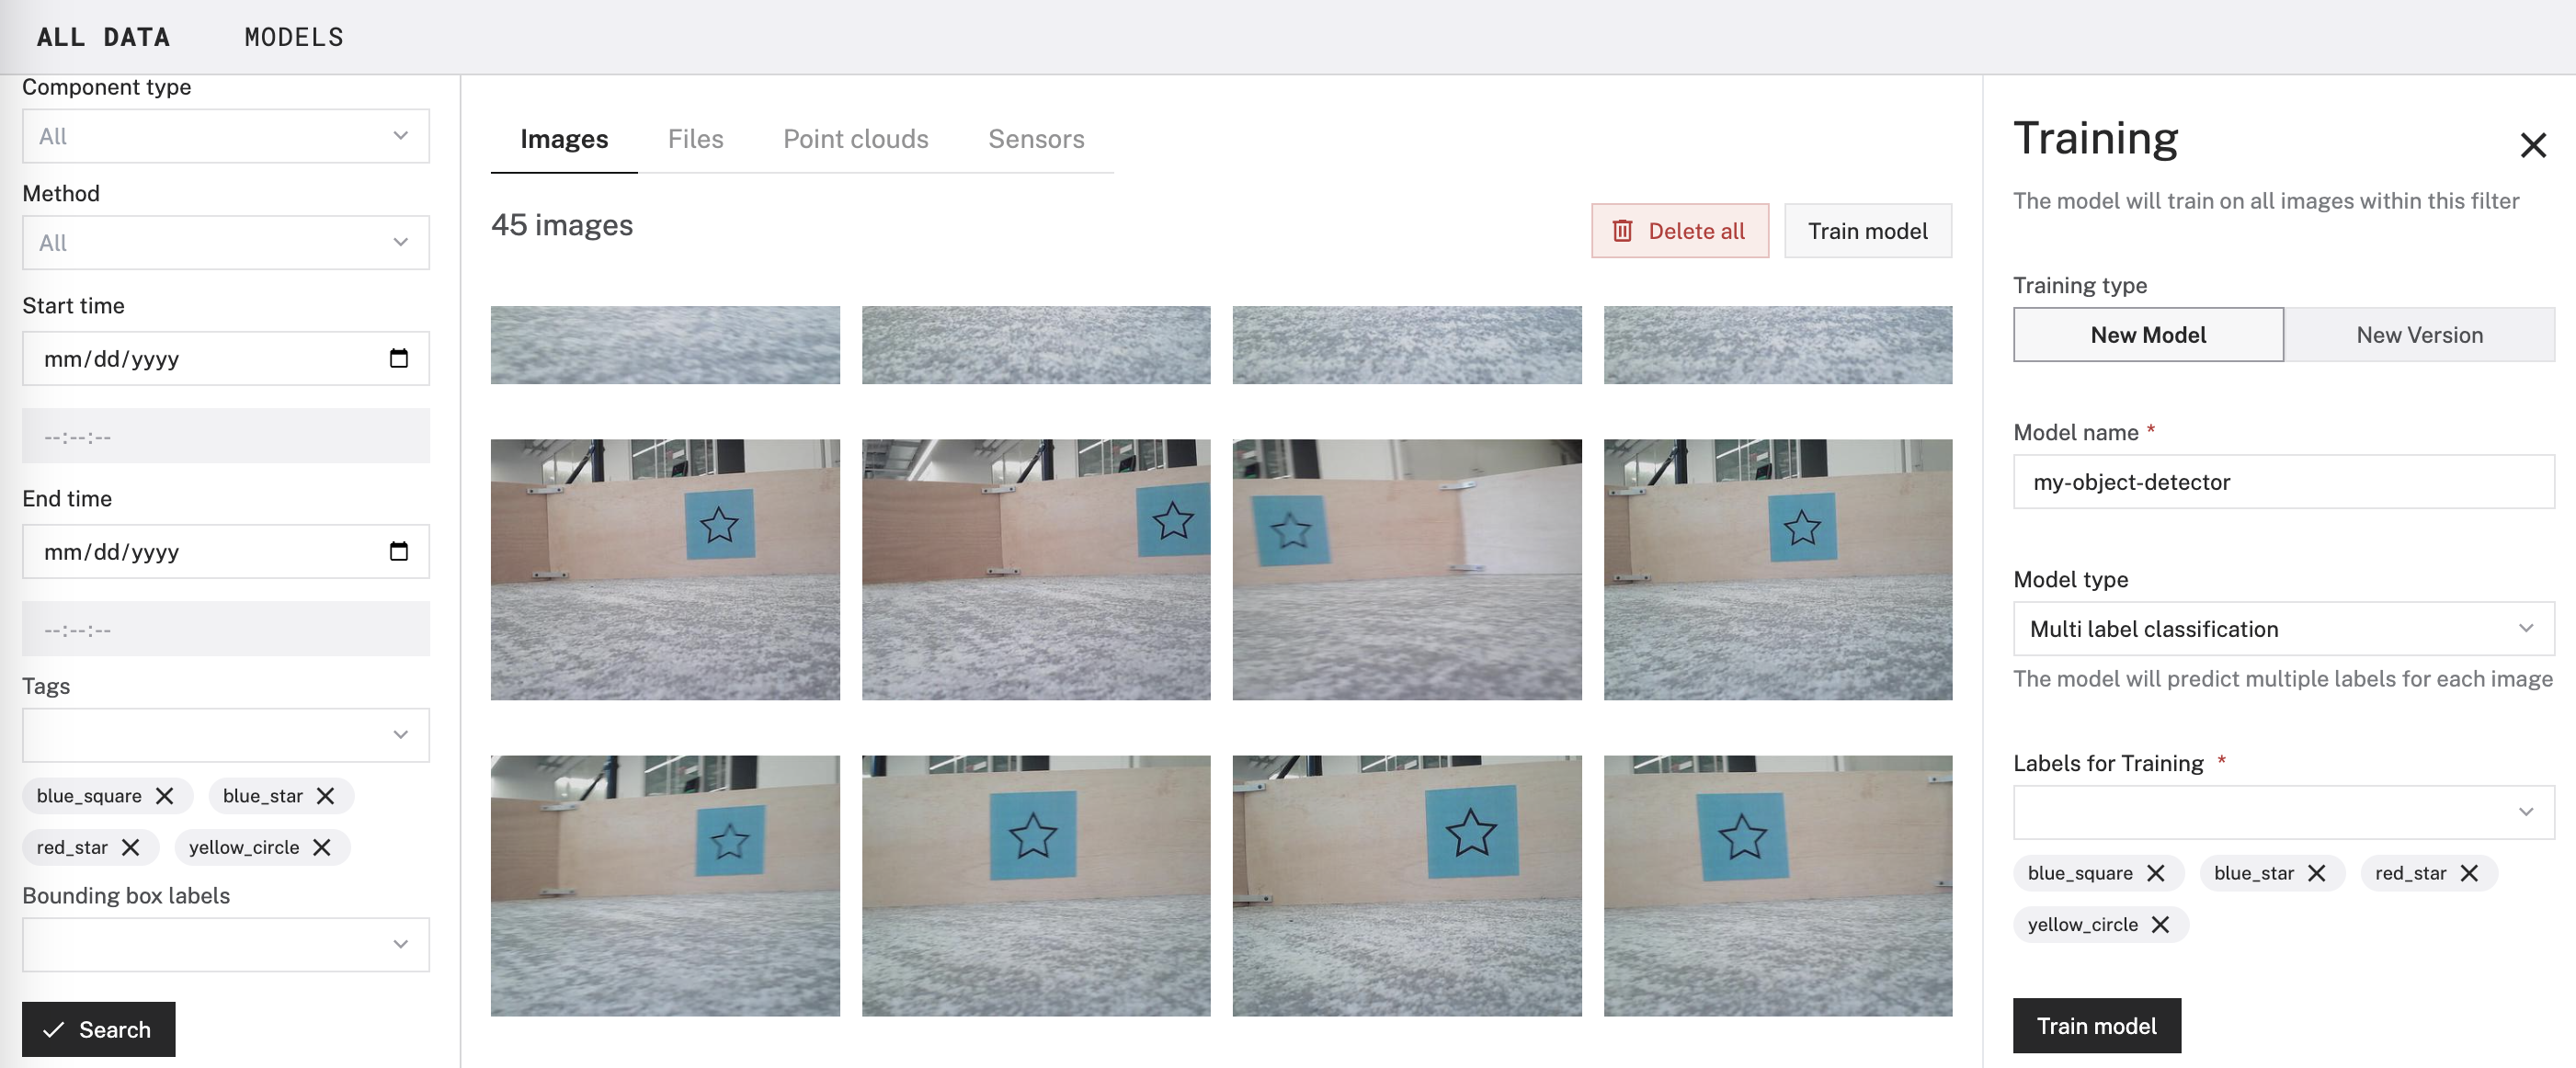 ALL DATA MODELS
Component type
All
Method
All
Start time
mm/dd/yyyy
--:--:--
End time
mm/dd/yyyy
--:--:--
Tags
blue_square blue_star
red_star yellow_circle
Bounding box labels
Search
Images Files Point clouds Sensors
45 images
Delete all Train model
Training
The model will train on all images within this filter
Training type
New Model New Version
Model name *
my-object-detector
Model type
Multi label classification
The model will predict multiple labels for each image
Labels for Training *
blue_square blue_star red_star
yellow_circle
Train model